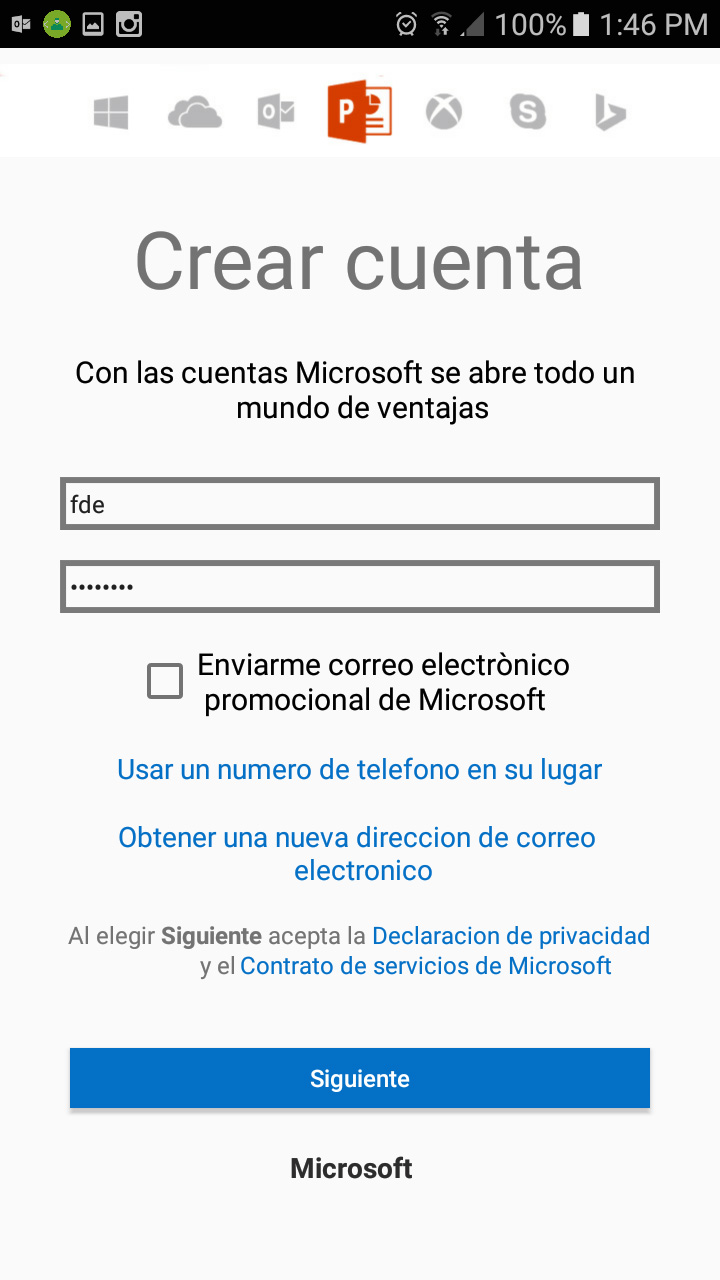 100% 1:46 PM
Crear cuenta
Con las cuentas Microsoft se abre todo un
mundo de ventajas
fde
••••••••
Enviarme correo electrònico
promocional de Microsoft
Usar un numero de telefono en su lugar
Obtener una nueva direccion de correo
electronico
Al elegir Siguiente acepta la Declaracion de privacidad
y el Contrato de servicios de Microsoft
Siguiente
Microsoft